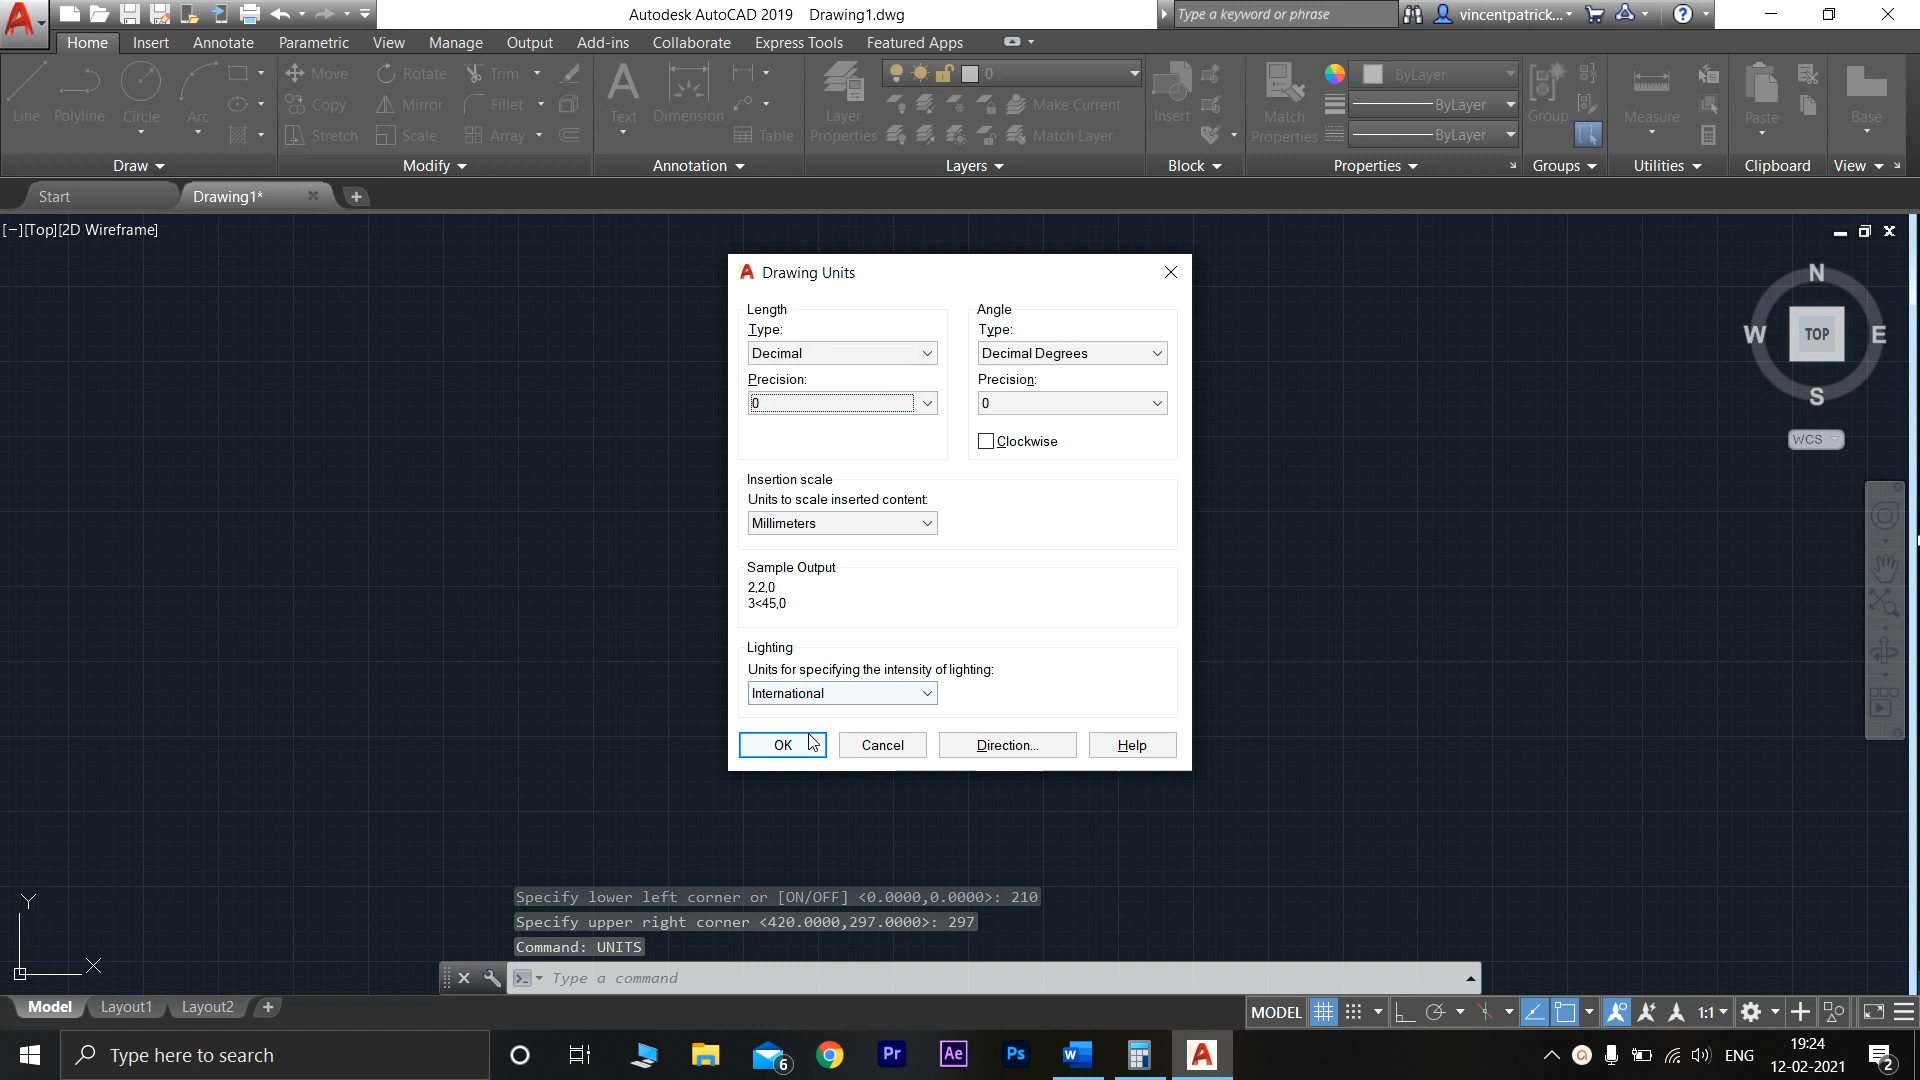 Autodesk AutoCAD 2019 Drawing1.dwg
Type a keyword or phrase
vincentpatrick...
Home Insert Annotate Parametric View Manage Output Add-ins Collaborate Express Tools Featured Apps
Line Polyline Circle Arc
Move Rotate Trim
Copy Mirror Fillet
Stretch Scale Array
Text Dimension Table
Layer Properties
0
Make Current
Match Layer
Insert
Match Properties
ByLayer
ByLayer
ByLayer
Group Measure Paste Base
Draw Modify Annotation Layers Block Properties Groups Utilities Clipboard View
Start Drawing1*
[−][Top][2D Wireframe]
N
W TOP E
S
WCS
Drawing Units
Length
Type:
Decimal
Precision:
0
Angle
Type:
Decimal Degrees
Precision:
0
Clockwise
Insertion scale
Units to scale inserted content:
Millimeters
Sample Output
2,2,0
3<45,0
Lighting
Units for specifying the intensity of lighting:
International
OK Cancel Direction... Help
Y
X
Specify lower left corner or [ON/OFF] <0.0000,0.0000>: 210
Specify upper right corner <420.0000,297.0000>: 297
Command: UNITS
Type a command
Model Layout1 Layout2
MODEL 1:1
Type here to search
6
Pr
Ae
Ps
ENG
19:24
12-02-2021
2